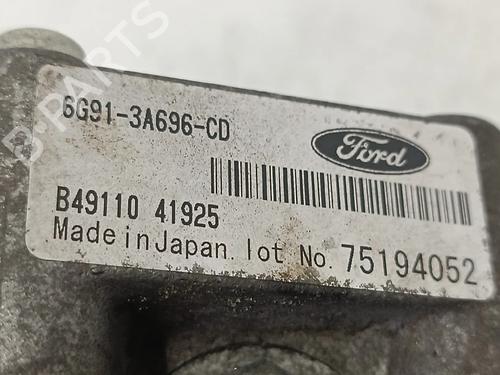 B-PARTS
6G91-3A696-CD
Ford
B49110 41925
Made in Japan. lot No. 75194052